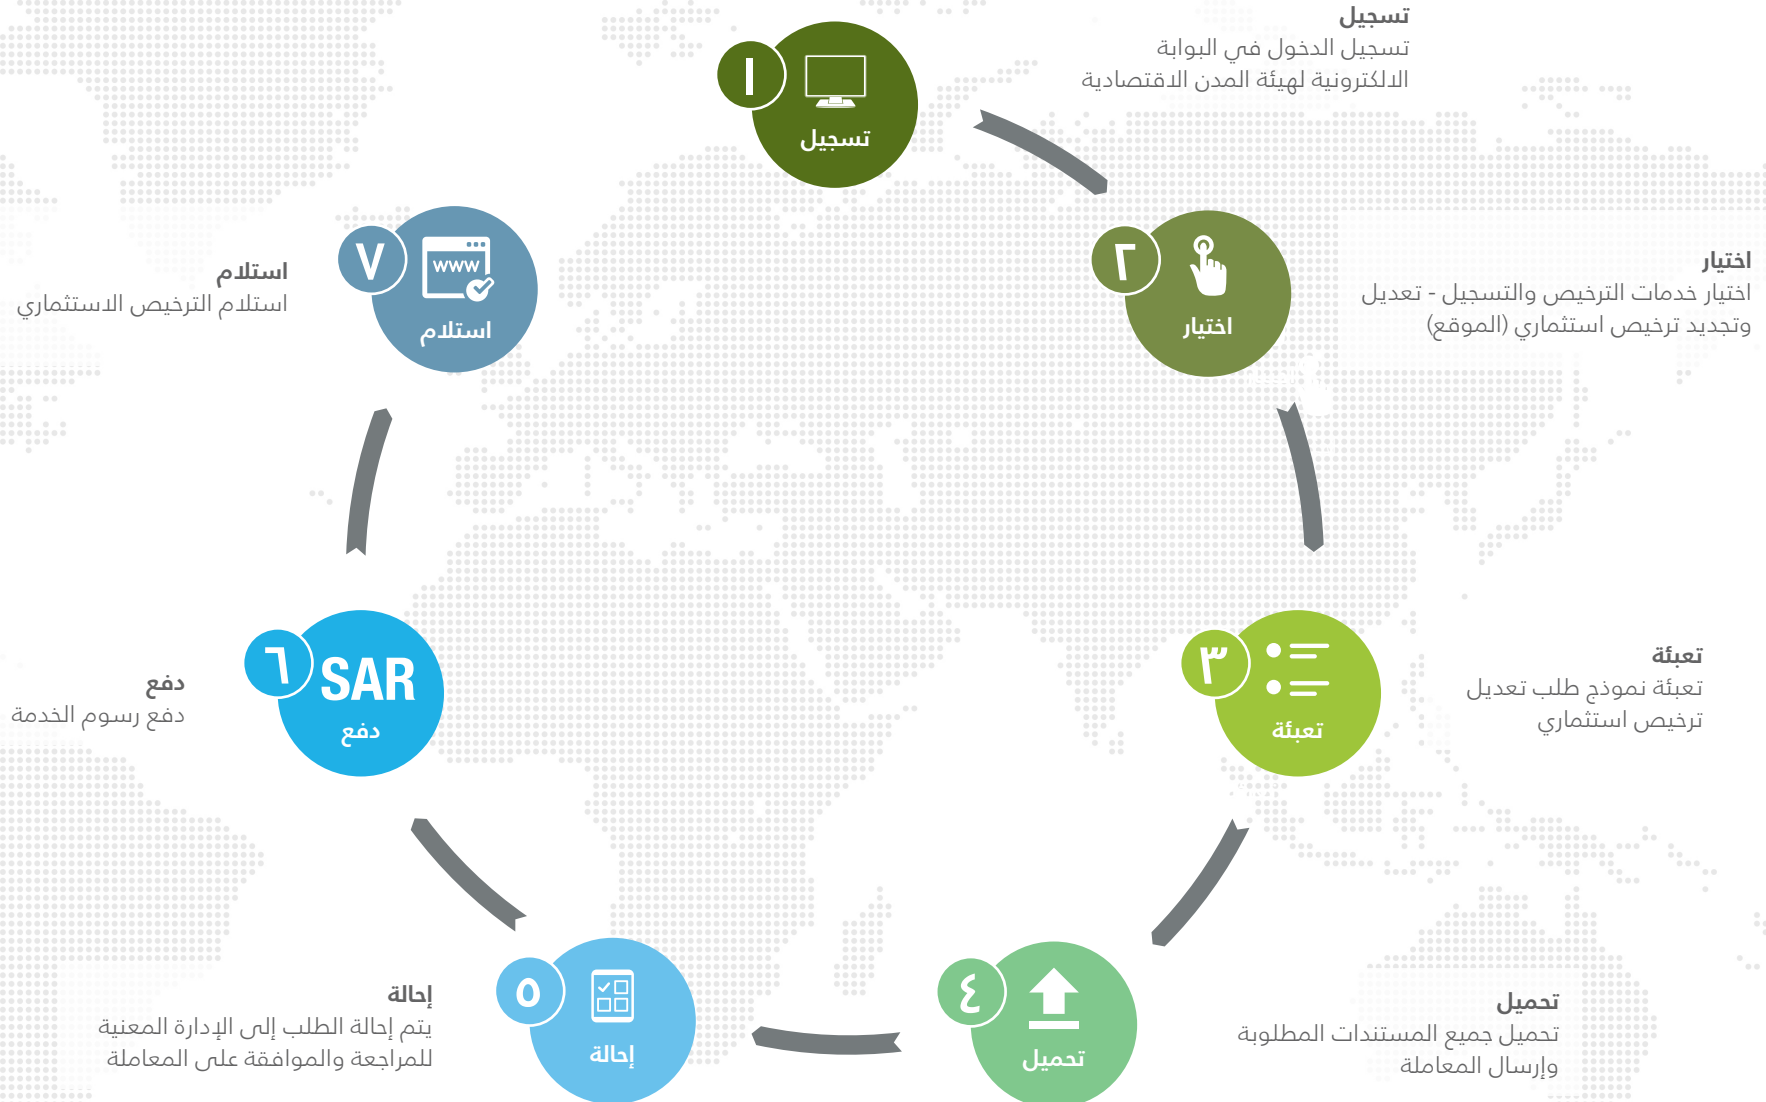 ١
تسجيل
تسجيل
تسجيل الدخول في البوابة
الالكترونية لهيئة المدن الاقتصادية
٢
اختيار
اختيار
اختيار خدمات الترخيص والتسجيل - تعديل
وتجديد ترخيص استثماري (الموقع)
٣
تعبئة
تعبئة
تعبئة نموذج طلب تعديل
ترخيص استثماري
٤
تحميل
تحميل
تحميل جميع المستندات المطلوبة
وإرسال المعاملة
٥
إحالة
إحالة
يتم إحالة الطلب إلى الإدارة المعنية
للمراجعة والموافقة على المعاملة
٦
SAR
دفع
دفع
دفع رسوم الخدمة
٧
WWW
استلام
استلام
استلام الترخيص الاستثماري